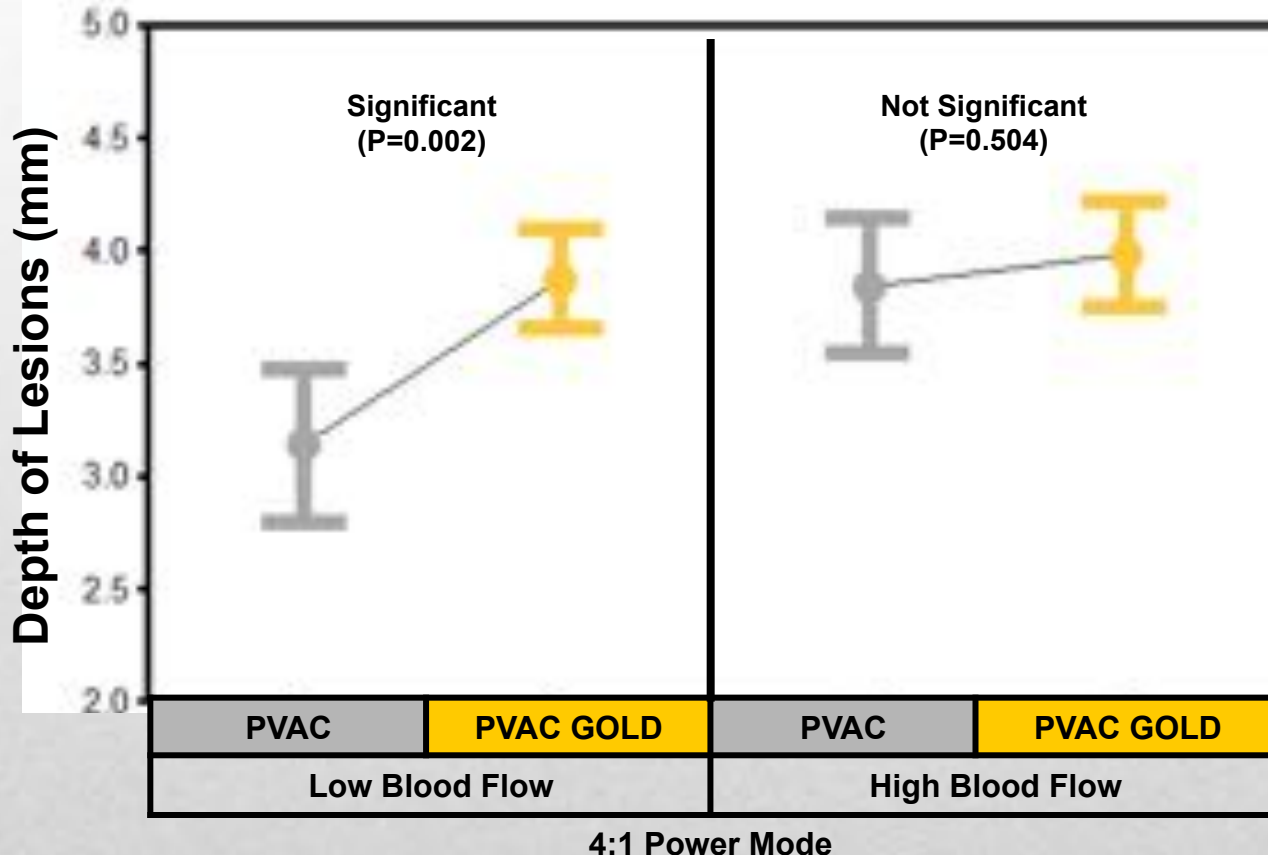 Depth of Lesions (mm)
5.0
4.5
4.0
3.5
3.0
2.5
2.0
Significant
(P=0.002)
Not Significant
(P=0.504)
PVAC
PVAC GOLD
PVAC
PVAC GOLD
Low Blood Flow
High Blood Flow
4:1 Power Mode